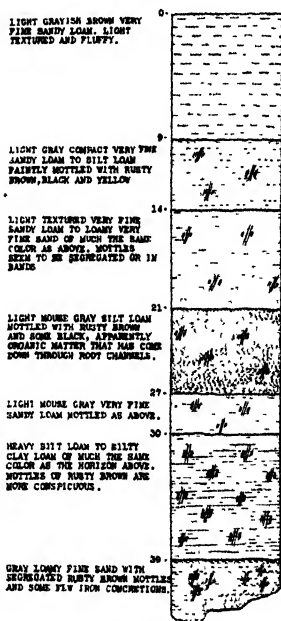 LIGHT GRAYISH BROWN VERY
FINE SANDY LOAM. LIGHT
TEXTURED AND FLUFFY.
0
9
LIGHT GRAY COMPACT VERY FINE
SANDY LOAM TO SILT LOAM
FAINTLY MOTTLED WITH RUSTY
BROWN, BLACK AND YELLOW
14
LIGHT TEXTURED VERY FINE
SANDY LOAM TO LOAMY VERY
FINE SAND OF MUCH THE SAME
COLOR AS ABOVE. MOTTLES
SEEM TO BE SEGREGATED OR IN
BANDS
21
LIGHT MOUSE GRAY SILT LOAM
MOTTLED WITH RUSTY BROWN
AND SOME BLACK, APPARENTLY
ORGANIC MATTER THAT HAS COME
DOWN THROUGH ROOT CHANNELS.
27
LIGHT MOUSE GRAY VERY FINE
SANDY LOAM MOTTLED AS ABOVE.
30
HEAVY SILT LOAM TO SILTY
CLAY LOAM OF MUCH THE SAME
COLOR AS THE HORIZON ABOVE.
MOTTLES OF RUSTY BROWN ARE
MORE CONSPICUOUS.
GRAY LOAMY FINE SAND WITH
SEGREGATED RUSTY BROWN MOTTLES
AND SOME FEW IRON CONCRETIONS.